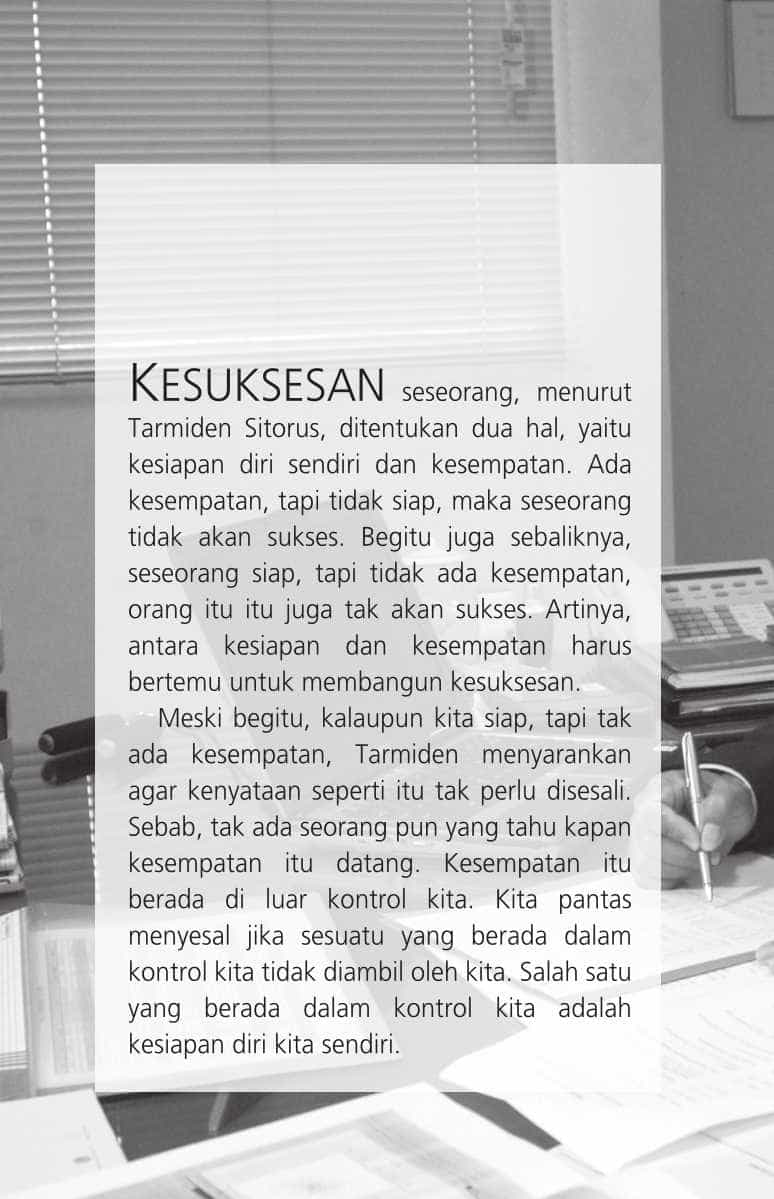 KESUKSESAN seseorang, menurut
Tarmiden Sitorus, ditentukan dua hal, yaitu
kesiapan diri sendiri dan kesempatan. Ada
kesempatan, tapi tidak siap, maka seseorang
tidak akan sukses. Begitu juga sebaliknya,
seseorang siap, tapi tidak ada kesempatan,
orang itu itu juga tak akan sukses. Artinya,
antara kesiapan dan kesempatan harus
bertemu untuk membangun kesuksesan.
Meski begitu, kalaupun kita siap, tapi tak
ada kesempatan, Tarmiden menyarankan
agar kenyataan seperti itu tak perlu disesali.
Sebab, tak ada seorang pun yang tahu kapan
kesempatan itu datang. Kesempatan itu
berada di luar kontrol kita. Kita pantas
menyesal jika sesuatu yang berada dalam
kontrol kita tidak diambil oleh kita. Salah satu
yang berada dalam kontrol kita adalah
kesiapan diri kita sendiri.